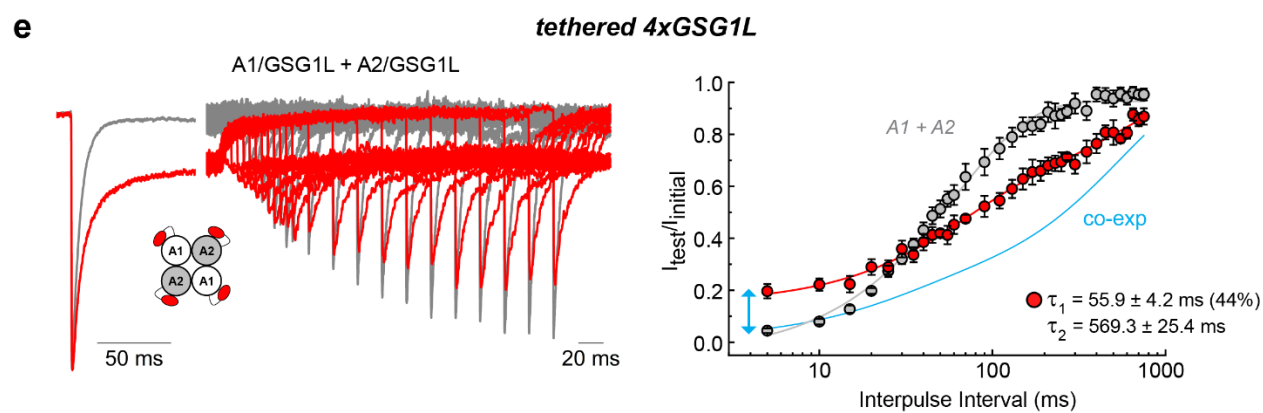 e
tethered 4xGSG1L
A1/GSG1L + A2/GSG1L
A1 A2
A2 A1
50 ms
20 ms
I_test/I_initial
1.0
0.8
0.6
0.4
0.2
0.0
A1 + A2
co-exp
τ₁ = 55.9 ± 4.2 ms (44%)
τ₂ = 569.3 ± 25.4 ms
10 100 1000
Interpulse Interval (ms)